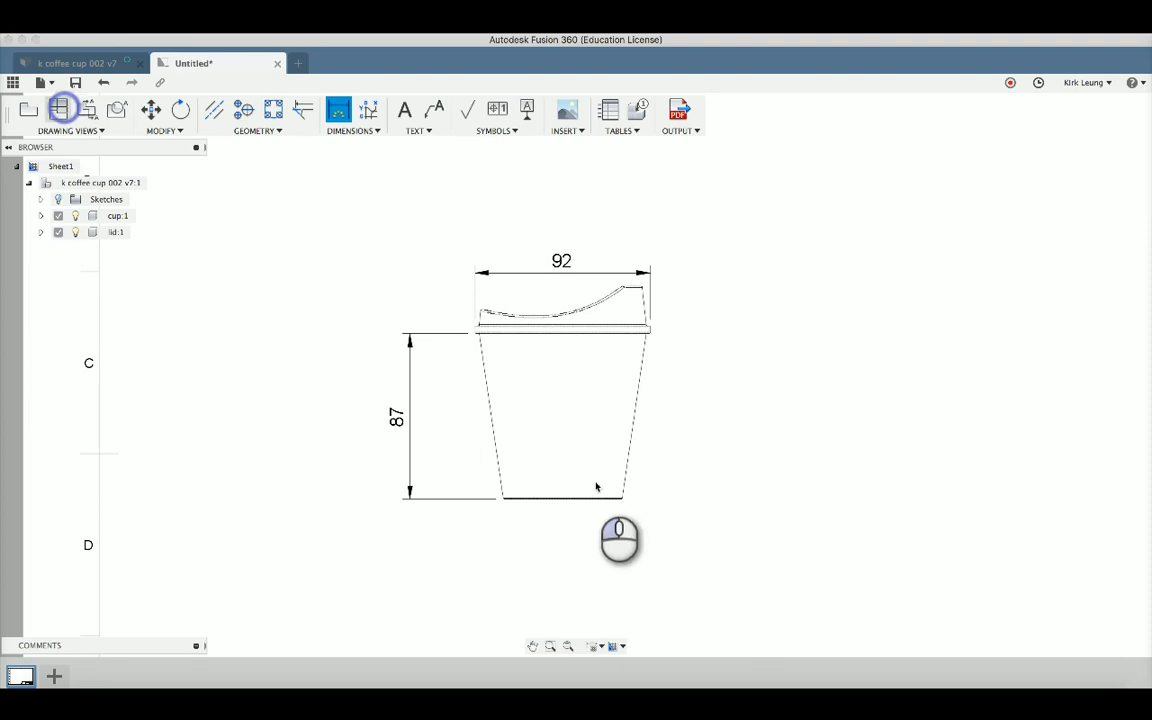 Autodesk Fusion 360 (Education License)
k coffee cup 002 v7
Untitled*
Kirk Leung
DRAWING VIEWS
MODIFY
GEOMETRY
DIMENSIONS
TEXT
SYMBOLS
INSERT
TABLES
OUTPUT
PDF
BROWSER
Sheet1
k coffee cup 002 v7:1
Sketches
cup:1
lid:1
92
87
C
D
COMMENTS